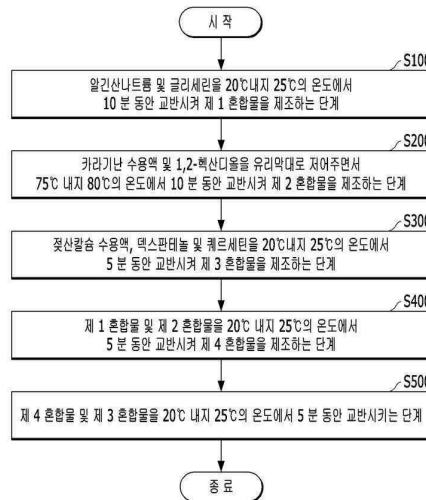 시 작
S100
알긴산나트륨 및 글리세린을 20℃내지 25℃의 온도에서
10 분 동안 교반시켜 제 1 혼합물을 제조하는 단계
S200
카라기난 수용액 및 1,2-헥산디올을 유리막대로 저어주면서
75℃ 내지 80℃의 온도에서 10 분 동안 교반시켜 제 2 혼합물을 제조하는 단계
S300
젖산칼슘 수용액, 덱스판테놀 및 퀘르세틴을 20℃내지 25℃의 온도에서
5 분 동안 교반시켜 제 3 혼합물을 제조하는 단계
S400
제 1 혼합물 및 제 2 혼합물을 20℃ 내지 25℃의 온도에서
5 분 동안 교반시켜 제 4 혼합물을 제조하는 단계
S500
제 4 혼합물 및 제 3 혼합물을 20℃ 내지 25℃의 온도에서 5 분 동안 교반시키는 단계
종 료